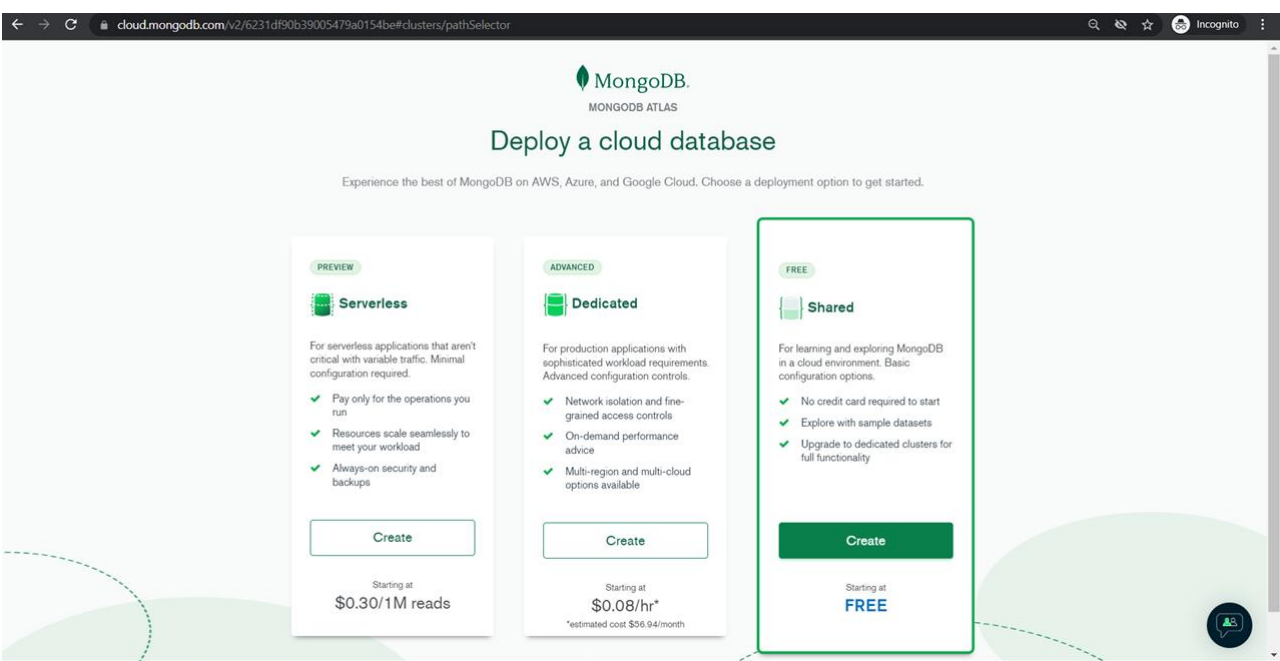 cloud.mongodb.com/v2/6231df90b39005479a0154be#clusters/pathSelector
Incognito
MongoDB.
MONGODB ATLAS
Deploy a cloud database
Experience the best of MongoDB on AWS, Azure, and Google Cloud. Choose a deployment option to get started.
PREVIEW
Serverless
For serverless applications that aren't
critical with variable traffic. Minimal
configuration required.
Pay only for the operations you
run
Resources scale seamlessly to
meet your workload
Always-on security and
backups
Create
Starting at
$0.30/1M reads
ADVANCED
Dedicated
For production applications with
sophisticated workload requirements.
Advanced configuration controls.
Network isolation and fine-
grained access controls
On-demand performance
advice
Multi-region and multi-cloud
options available
Create
Starting at
$0.08/hr*
*estimated cost $56.94/month
FREE
Shared
For learning and exploring MongoDB
in a cloud environment. Basic
configuration options.
No credit card required to start
Explore with sample datasets
Upgrade to dedicated clusters for
full functionality
Create
Starting at
FREE